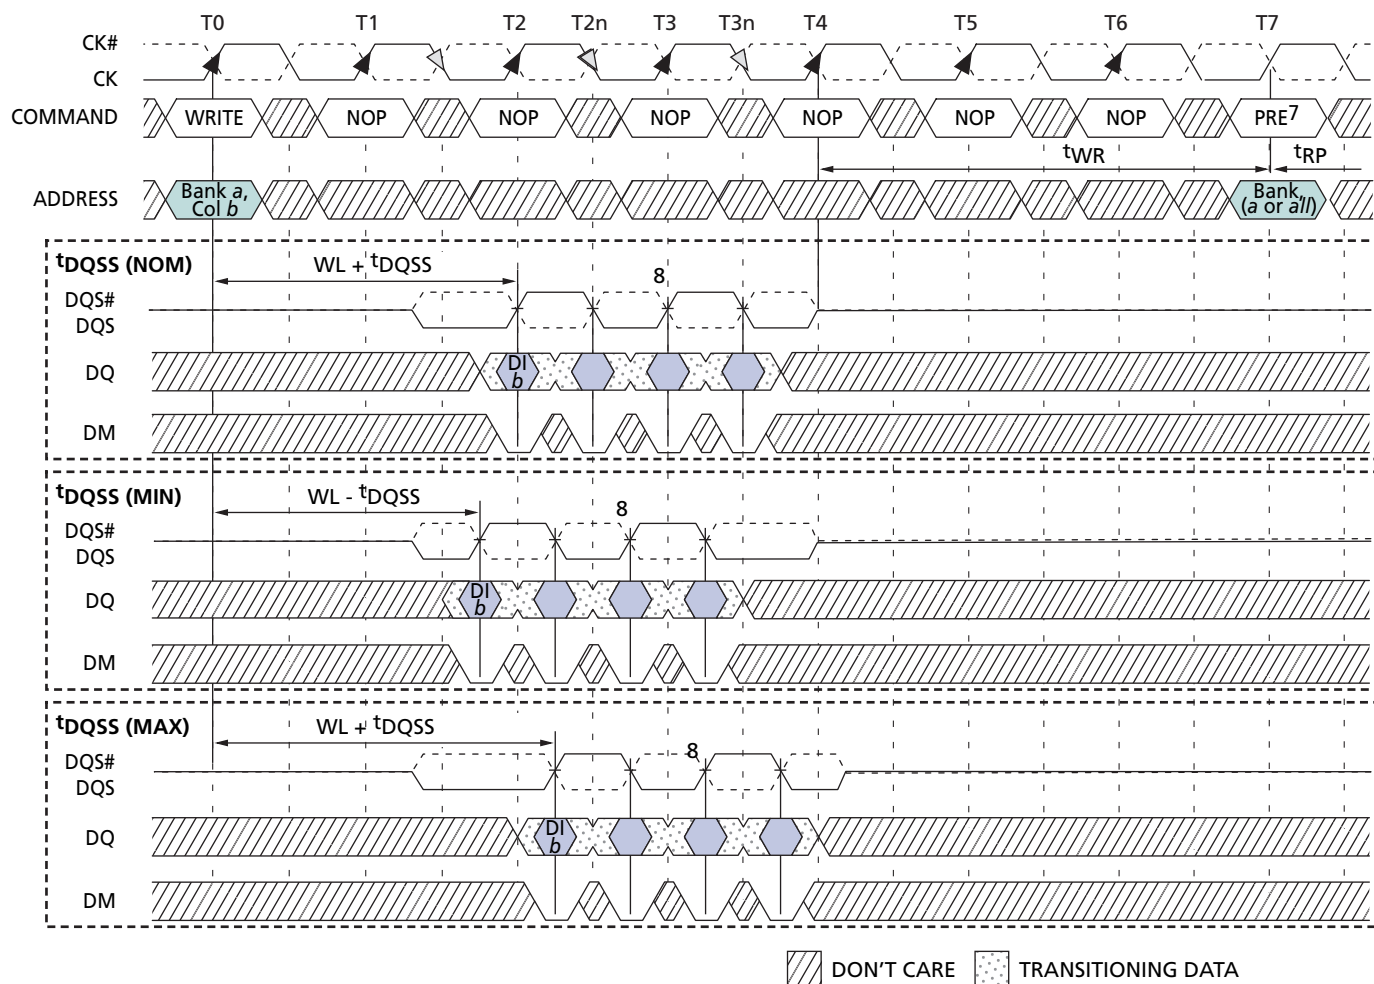 T0 T1 T2 T2n T3 T3n T4 T5 T6 T7
CK#
CK
COMMAND WRITE NOP NOP NOP NOP NOP NOP PRE7
tWR tRP
ADDRESS Bank a, Col b Bank, (a or all)
tDQSS (NOM) WL + tDQSS 8
DQS#
DQS
DQ DI b
DM
tDQSS (MIN) WL - tDQSS 8
DQS#
DQS
DQ DI b
DM
tDQSS (MAX) WL + tDQSS 8
DQS#
DQS
DQ DI b
DM
DON'T CARE TRANSITIONING DATA